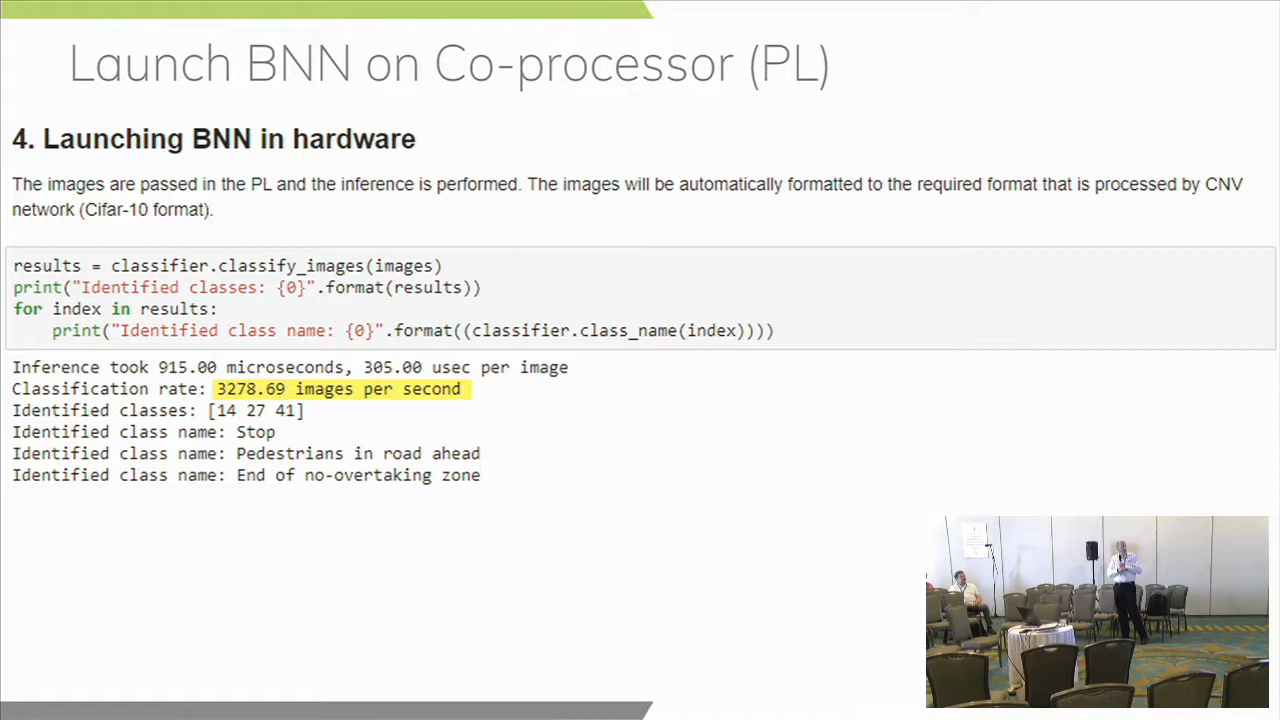 Launch BNN on Co-processor (PL)
4. Launching BNN in hardware
The images are passed in the PL and the inference is performed. The images will be automatically formatted to the required format that is processed by CNV
network (Cifar-10 format).
results = classifier.classify_images(images)
print("Identified classes: {0}".format(results))
for index in results:
    print("Identified class name: {0}".format((classifier.class_name(index))))
Inference took 915.00 microseconds, 305.00 usec per image
Classification rate: 3278.69 images per second
Identified classes: [14 27 41]
Identified class name: Stop
Identified class name: Pedestrians in road ahead
Identified class name: End of no-overtaking zone